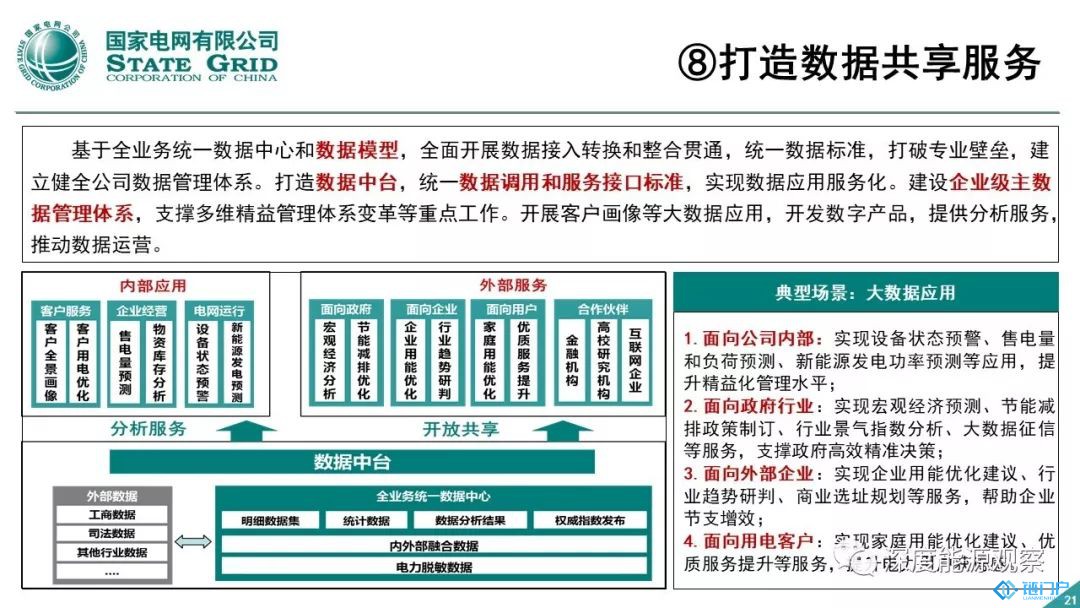 国家电网公司
STATE GRID CORPORATION OF CHINA
国家电网有限公司
STATE GRID
CORPORATION OF CHINA
⑧打造数据共享服务
基于全业务统一数据中心和数据模型，全面开展数据接入转换和整合贯通，统一数据标准，打破专业壁垒，建
立健全公司数据管理体系。打造数据中台，统一数据调用和服务接口标准，实现数据应用服务化。建设企业级主数
据管理体系，支撑多维精益管理体系变革等重点工作。开展客户画像等大数据应用，开发数字产品，提供分析服务，
推动数据运营。
内部应用
客户服务
客户全景画像
客户用电优化
企业经营
售电量预测
物资库存分析
电网运行
设备状态预警
新能源发电预测
外部服务
面向政府
宏观经济分析
节能减排优化
面向企业
企业用能优化
行业趋势研判
面向用户
家庭用能优化
优质服务提升
合作伙伴
金融机构
高校研究机构
互联网企业
分析服务
开放共享
数据中台
外部数据
工商数据
司法数据
其他行业数据
....
全业务统一数据中心
明细数据集
统计数据
数据分析结果
权威指数发布
内外部融合数据
电力脱敏数据
典型场景：大数据应用
1. 面向公司内部：实现设备状态预警、售电量
和负荷预测、新能源发电功率预测等应用，提
升精益化管理水平；
2. 面向政府行业：实现宏观经济预测、节能减
排政策制订、行业景气指数分析、大数据征信
等服务，支撑政府高效精准决策；
3. 面向外部企业：实现企业用能优化建议、行
业趋势研判、商业选址规划等服务，帮助企业
节支增效；
4. 面向用电客户：实现家庭用能优化建议、优
质服务提升等服务，
深度能源观察
链门户
LIANMENHU
21